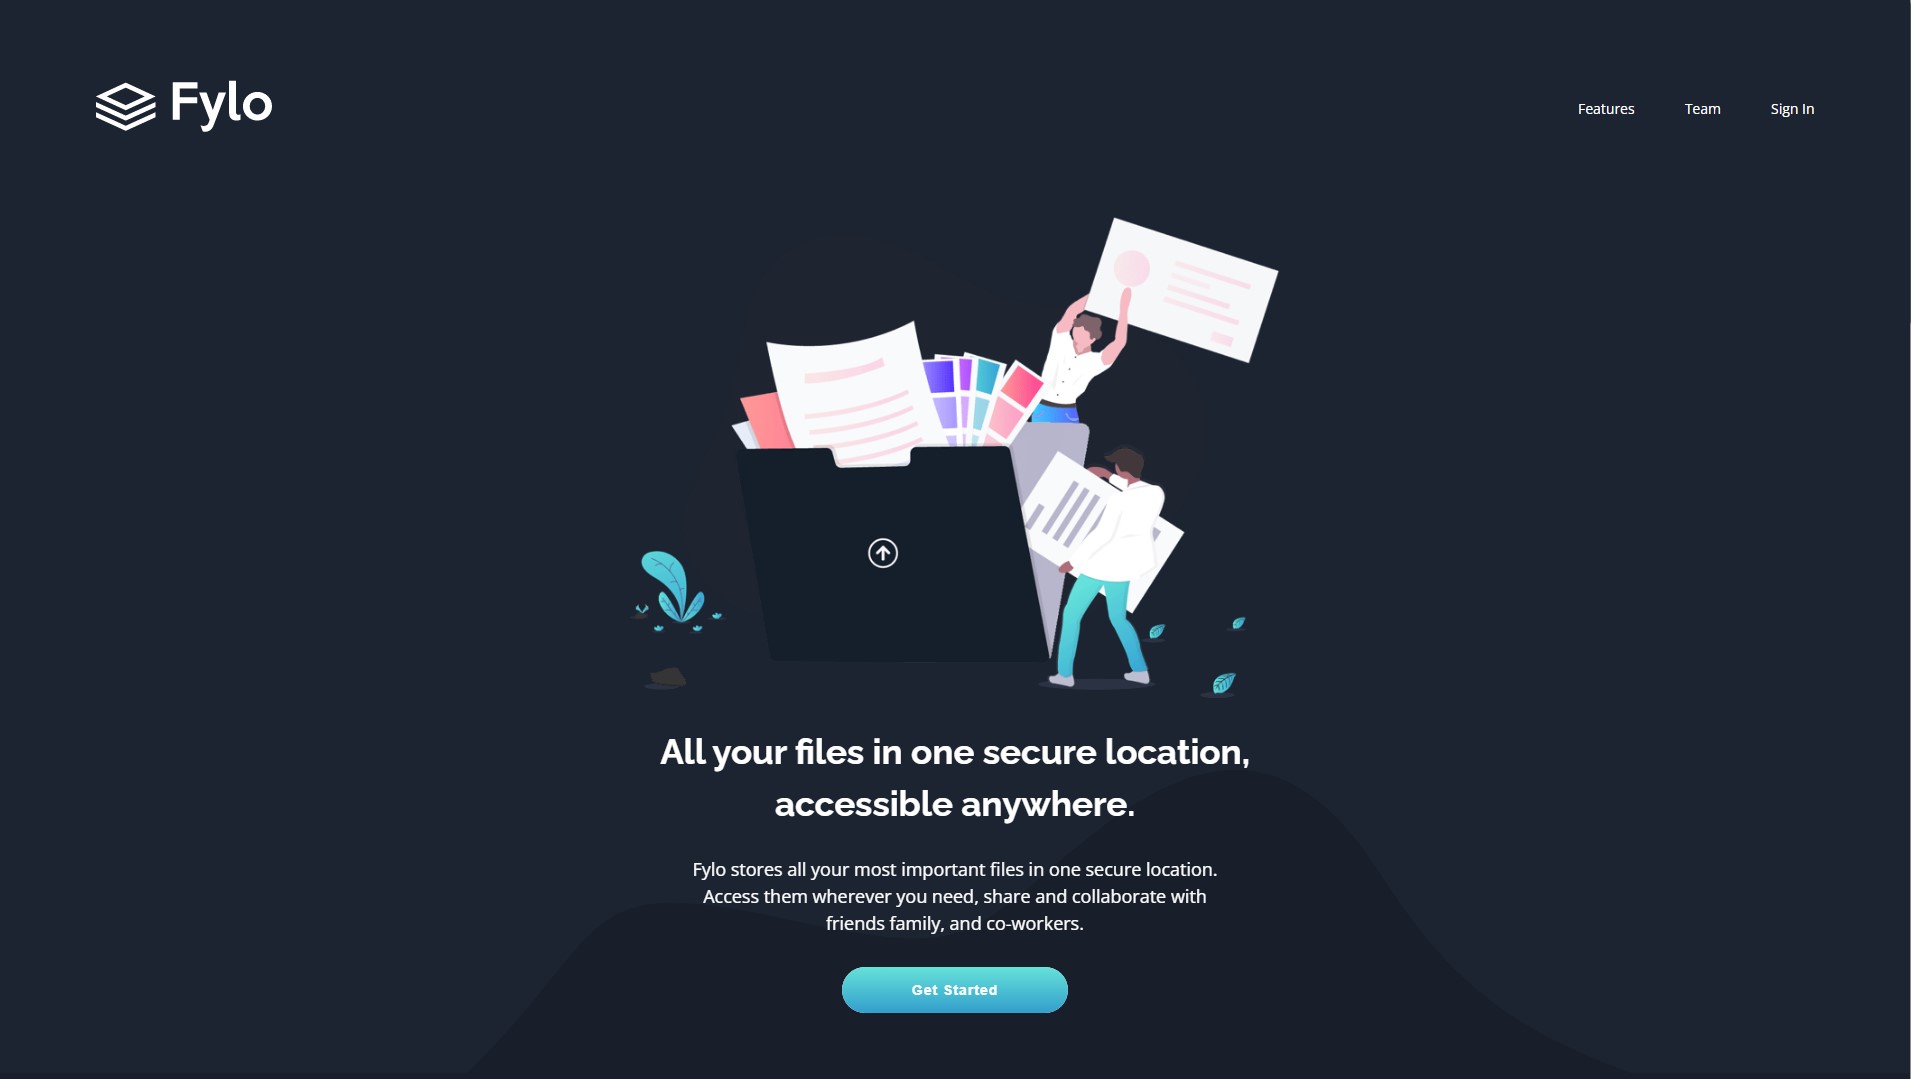 Fylo
Features
Team
Sign In
All your files in one secure location,
accessible anywhere.
Fylo stores all your most important files in one secure location.
Access them wherever you need, share and collaborate with
friends family, and co-workers.
Get Started